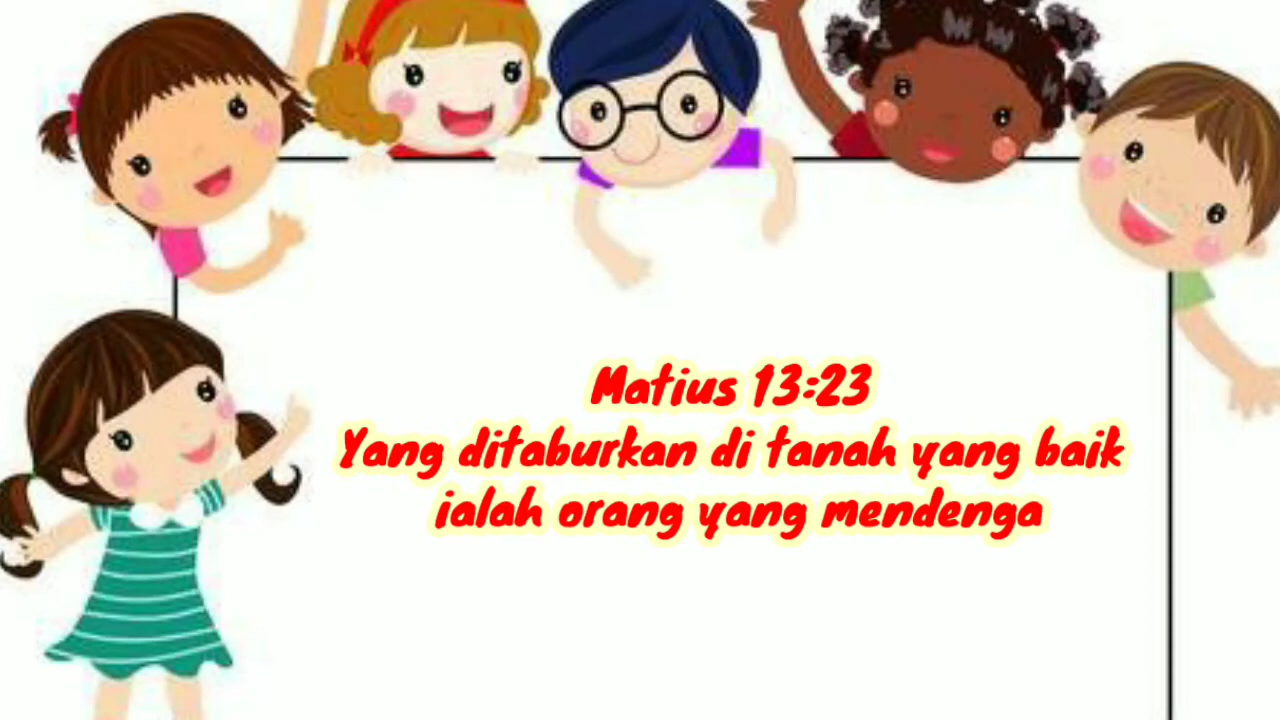 Matius 13:23
Yang ditaburkan di tanah yang baik
ialah orang yang mendenga